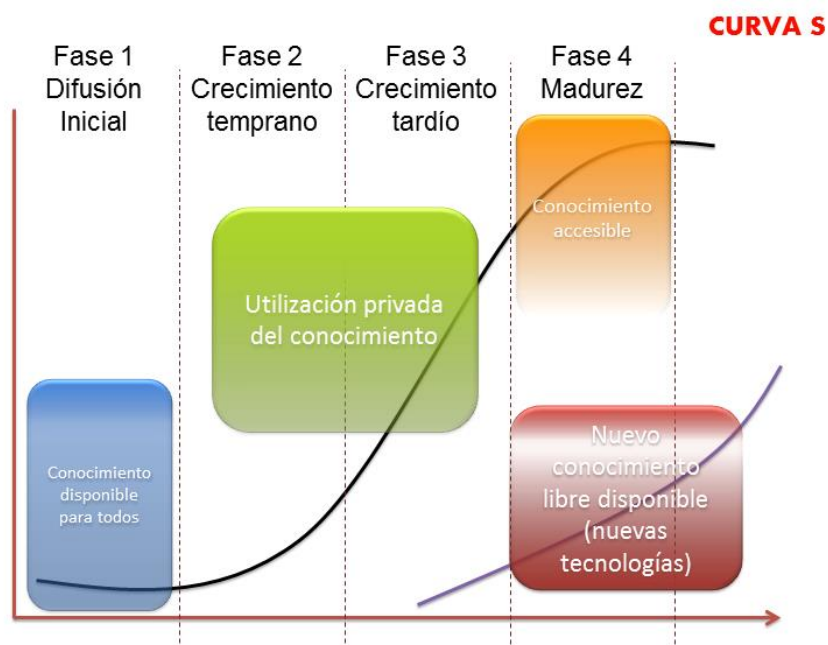 CURVA S
Fase 1
Difusión
Inicial
Fase 2
Crecimiento
temprano
Fase 3
Crecimiento
tardío
Fase 4
Madurez
Conocimiento
disponible
para todos
Utilización privada
del conocimiento
Conocimiento
accesible
Nuevo
conocimiento
libre disponible
(nuevas
tecnologías)